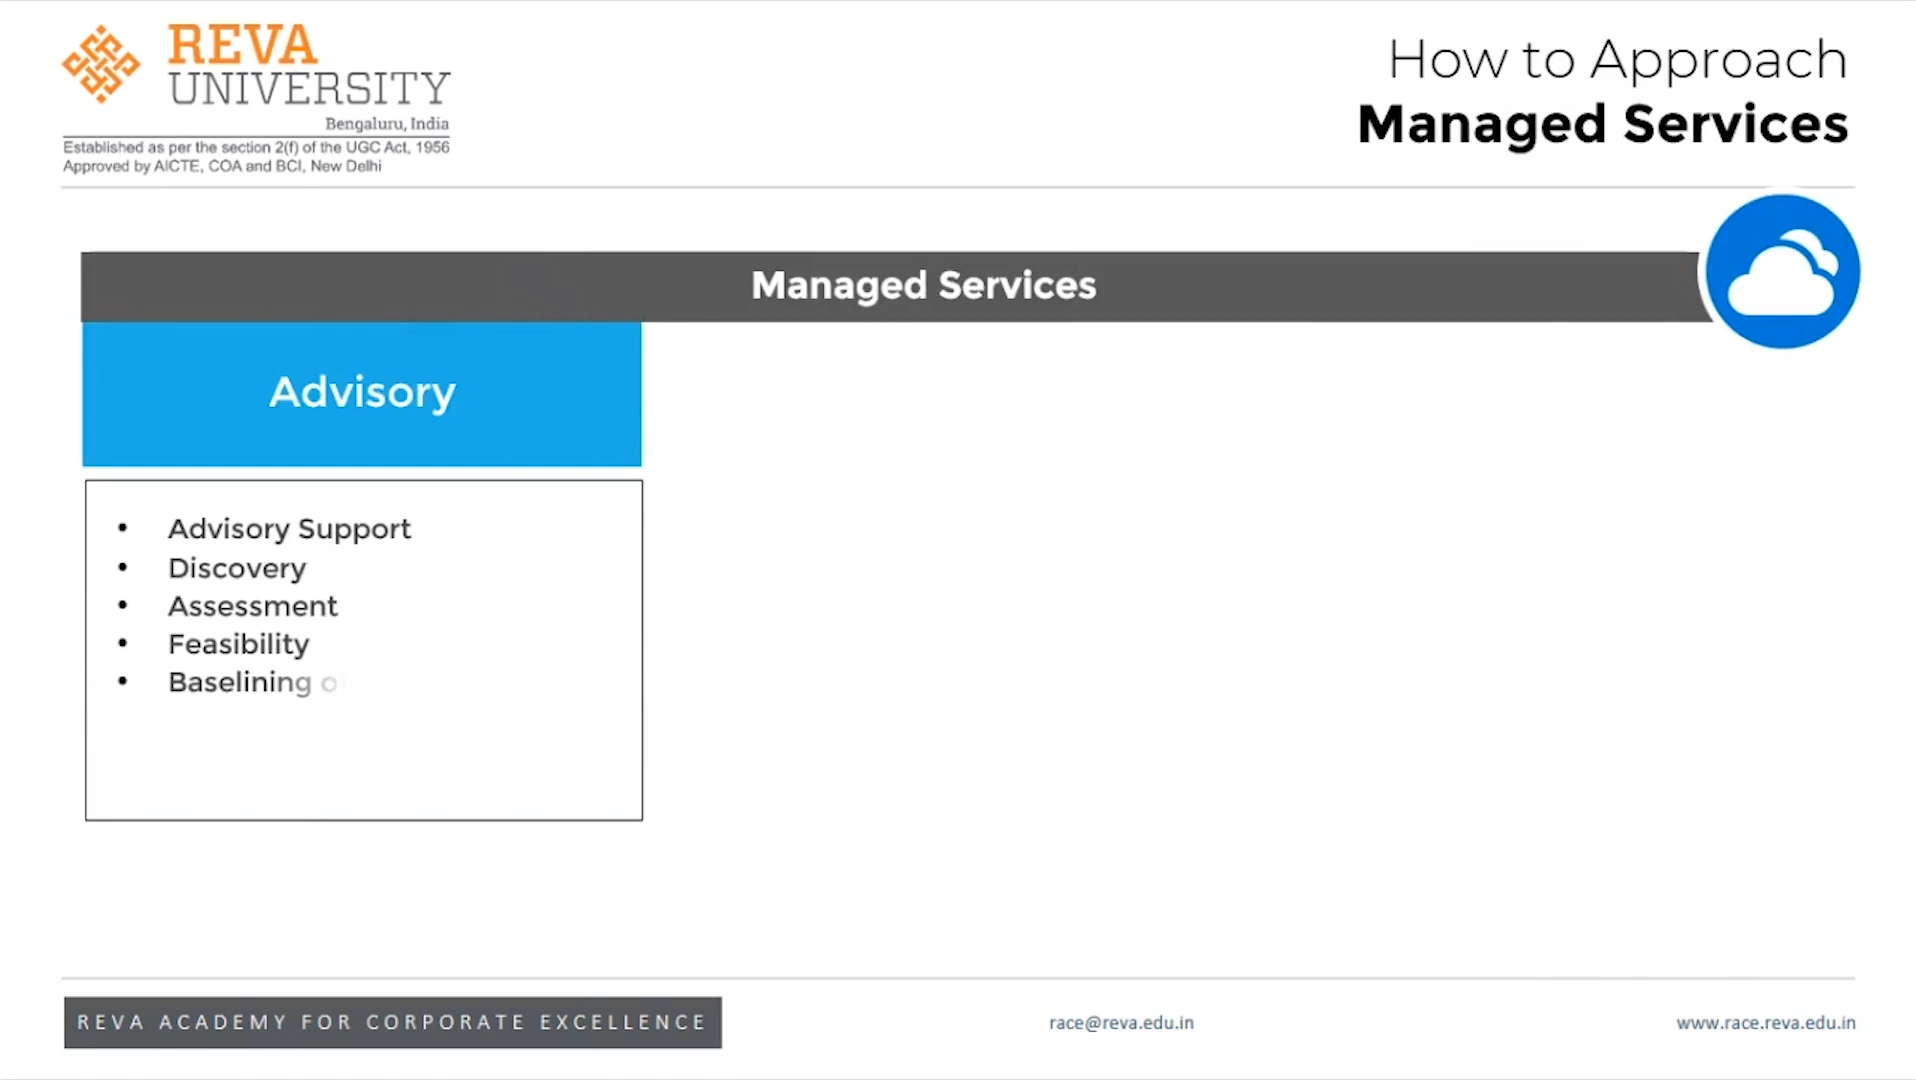 REVA
UNIVERSITY
Bengaluru, India
Established as per the section 2(f) of the UGC Act, 1956
Approved by AICTE, COA and BCI, New Delhi
How to Approach
Managed Services
Managed Services
Advisory
• Advisory Support
• Discovery
• Assessment
• Feasibility
• Baselining
REVA ACADEMY FOR CORPORATE EXCELLENCE
race@reva.edu.in
www.race.reva.edu.in